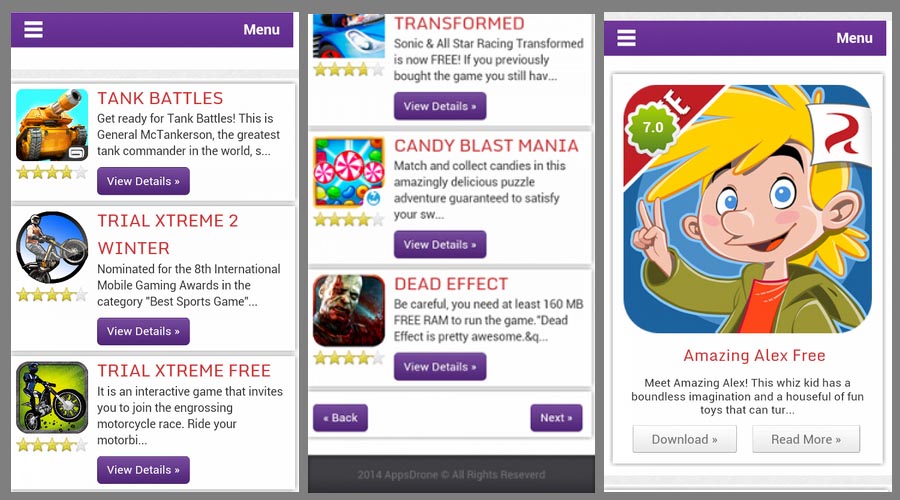 Menu
TANK BATTLES
Get ready for Tank Battles! This is
General McTankerson, the greatest
tank commander in the world, s...
View Details »
TRIAL XTREME 2
WINTER
Nominated for the 8th International
Mobile Gaming Awards in the
category "Best Sports Game"...
View Details »
TRIAL XTREME FREE
It is an interactive game that invites
you to join the engrossing
motorcycle race. Ride your
motorbi...
View Details »
TRANSFORMED
Sonic & All Star Racing Transformed
is now FREE! If you previously
bought the game you still hav...
View Details »
CANDY BLAST MANIA
Match and collect candies in this
amazingly delicious puzzle
adventure guaranteed to satisfy
your sw...
View Details »
DEAD EFFECT
Be careful, you need at least 160 MB
FREE RAM to run the game."Dead
Effect is pretty awesome.&q...
View Details »
« Back
Next »
2014 AppsDrone © All Rights Reseverd
Menu
7.0
Amazing Alex Free
Meet Amazing Alex! This whiz kid has a
boundless imagination and a houseful of fun
toys that can tur...
Download »
Read More »